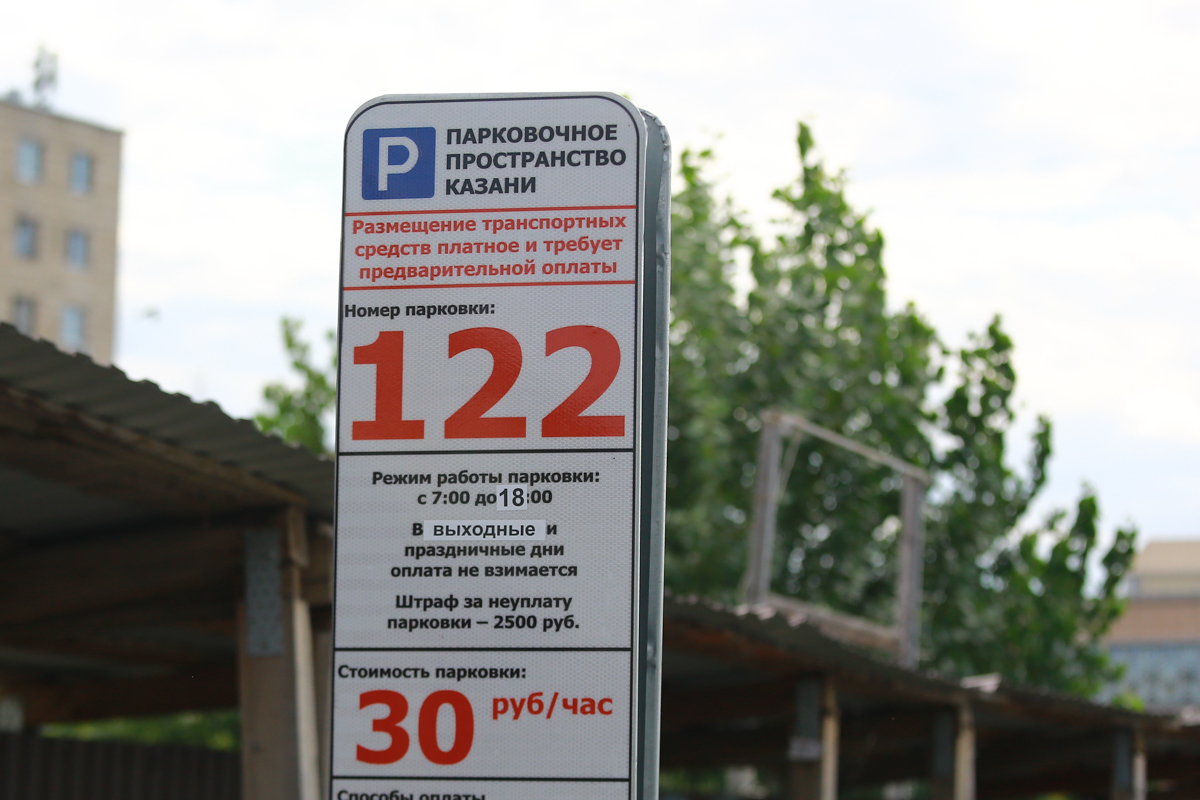 P
ПАРКОВОЧНОЕ
ПРОСТРАНСТВО
КАЗАНИ
Размещение транспортных
средств платное и требует
предварительной оплаты
Номер парковки:
122
Режим работы парковки:
с 7:00 до 18:00
В выходные и
праздничные дни
оплата не взимается
Штраф за неуплату
парковки – 2500 руб.
Стоимость парковки:
30 руб/час
Способы оплаты